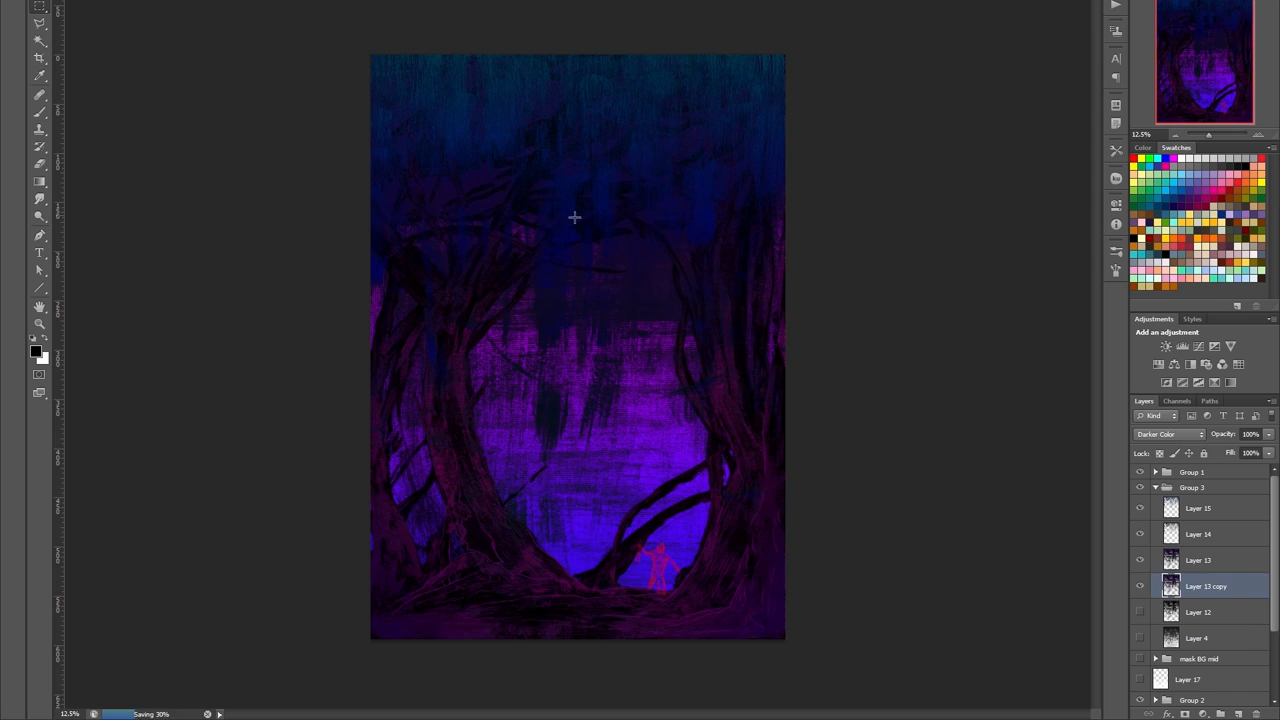 12.5%
Color Swatches
Adjustments Styles
Add an adjustment
Layers Channels Paths
Kind
Darker Color Opacity: 100%
Lock: Fill: 100%
Group 1
Group 3
Layer 15
Layer 14
Layer 13
Layer 13 copy
Layer 12
Layer 4
mask BG mid
Layer 17
Group 2
12.5% Saving 30%